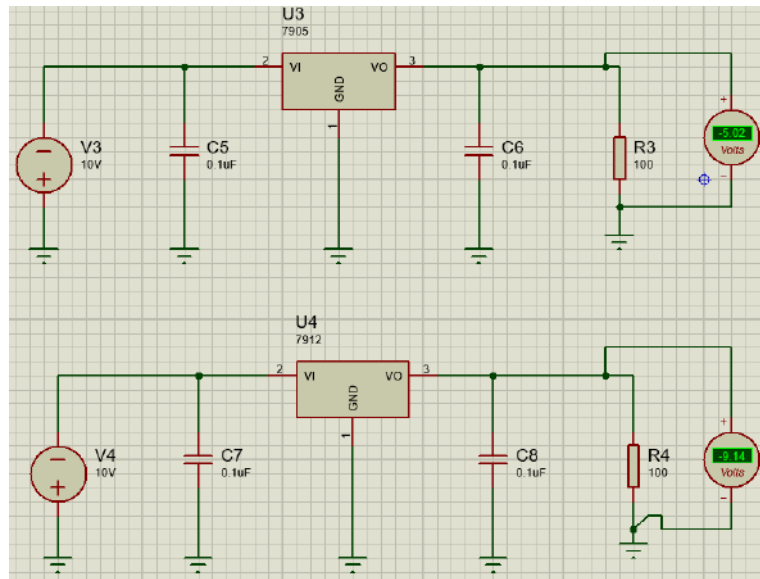 U3
7905
2 VI VO 3
GND
1
V3
10V
C5
0.1uF
C6
0.1uF
R3
100
+
-5.02
Volts
−
−
+
U4
7912
2 VI VO 3
GND
1
V4
10V
C7
0.1uF
C8
0.1uF
R4
100
+
-9.14
Volts
−
−
+